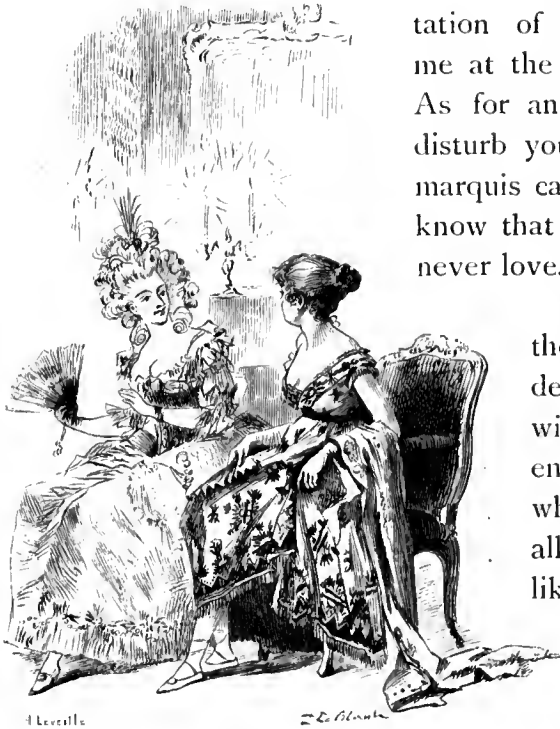 tation of
me at the
As for an
disturb you
marquis ca
know that
never love.
the
de
wi
en
wh
all
lik
A Leveillé